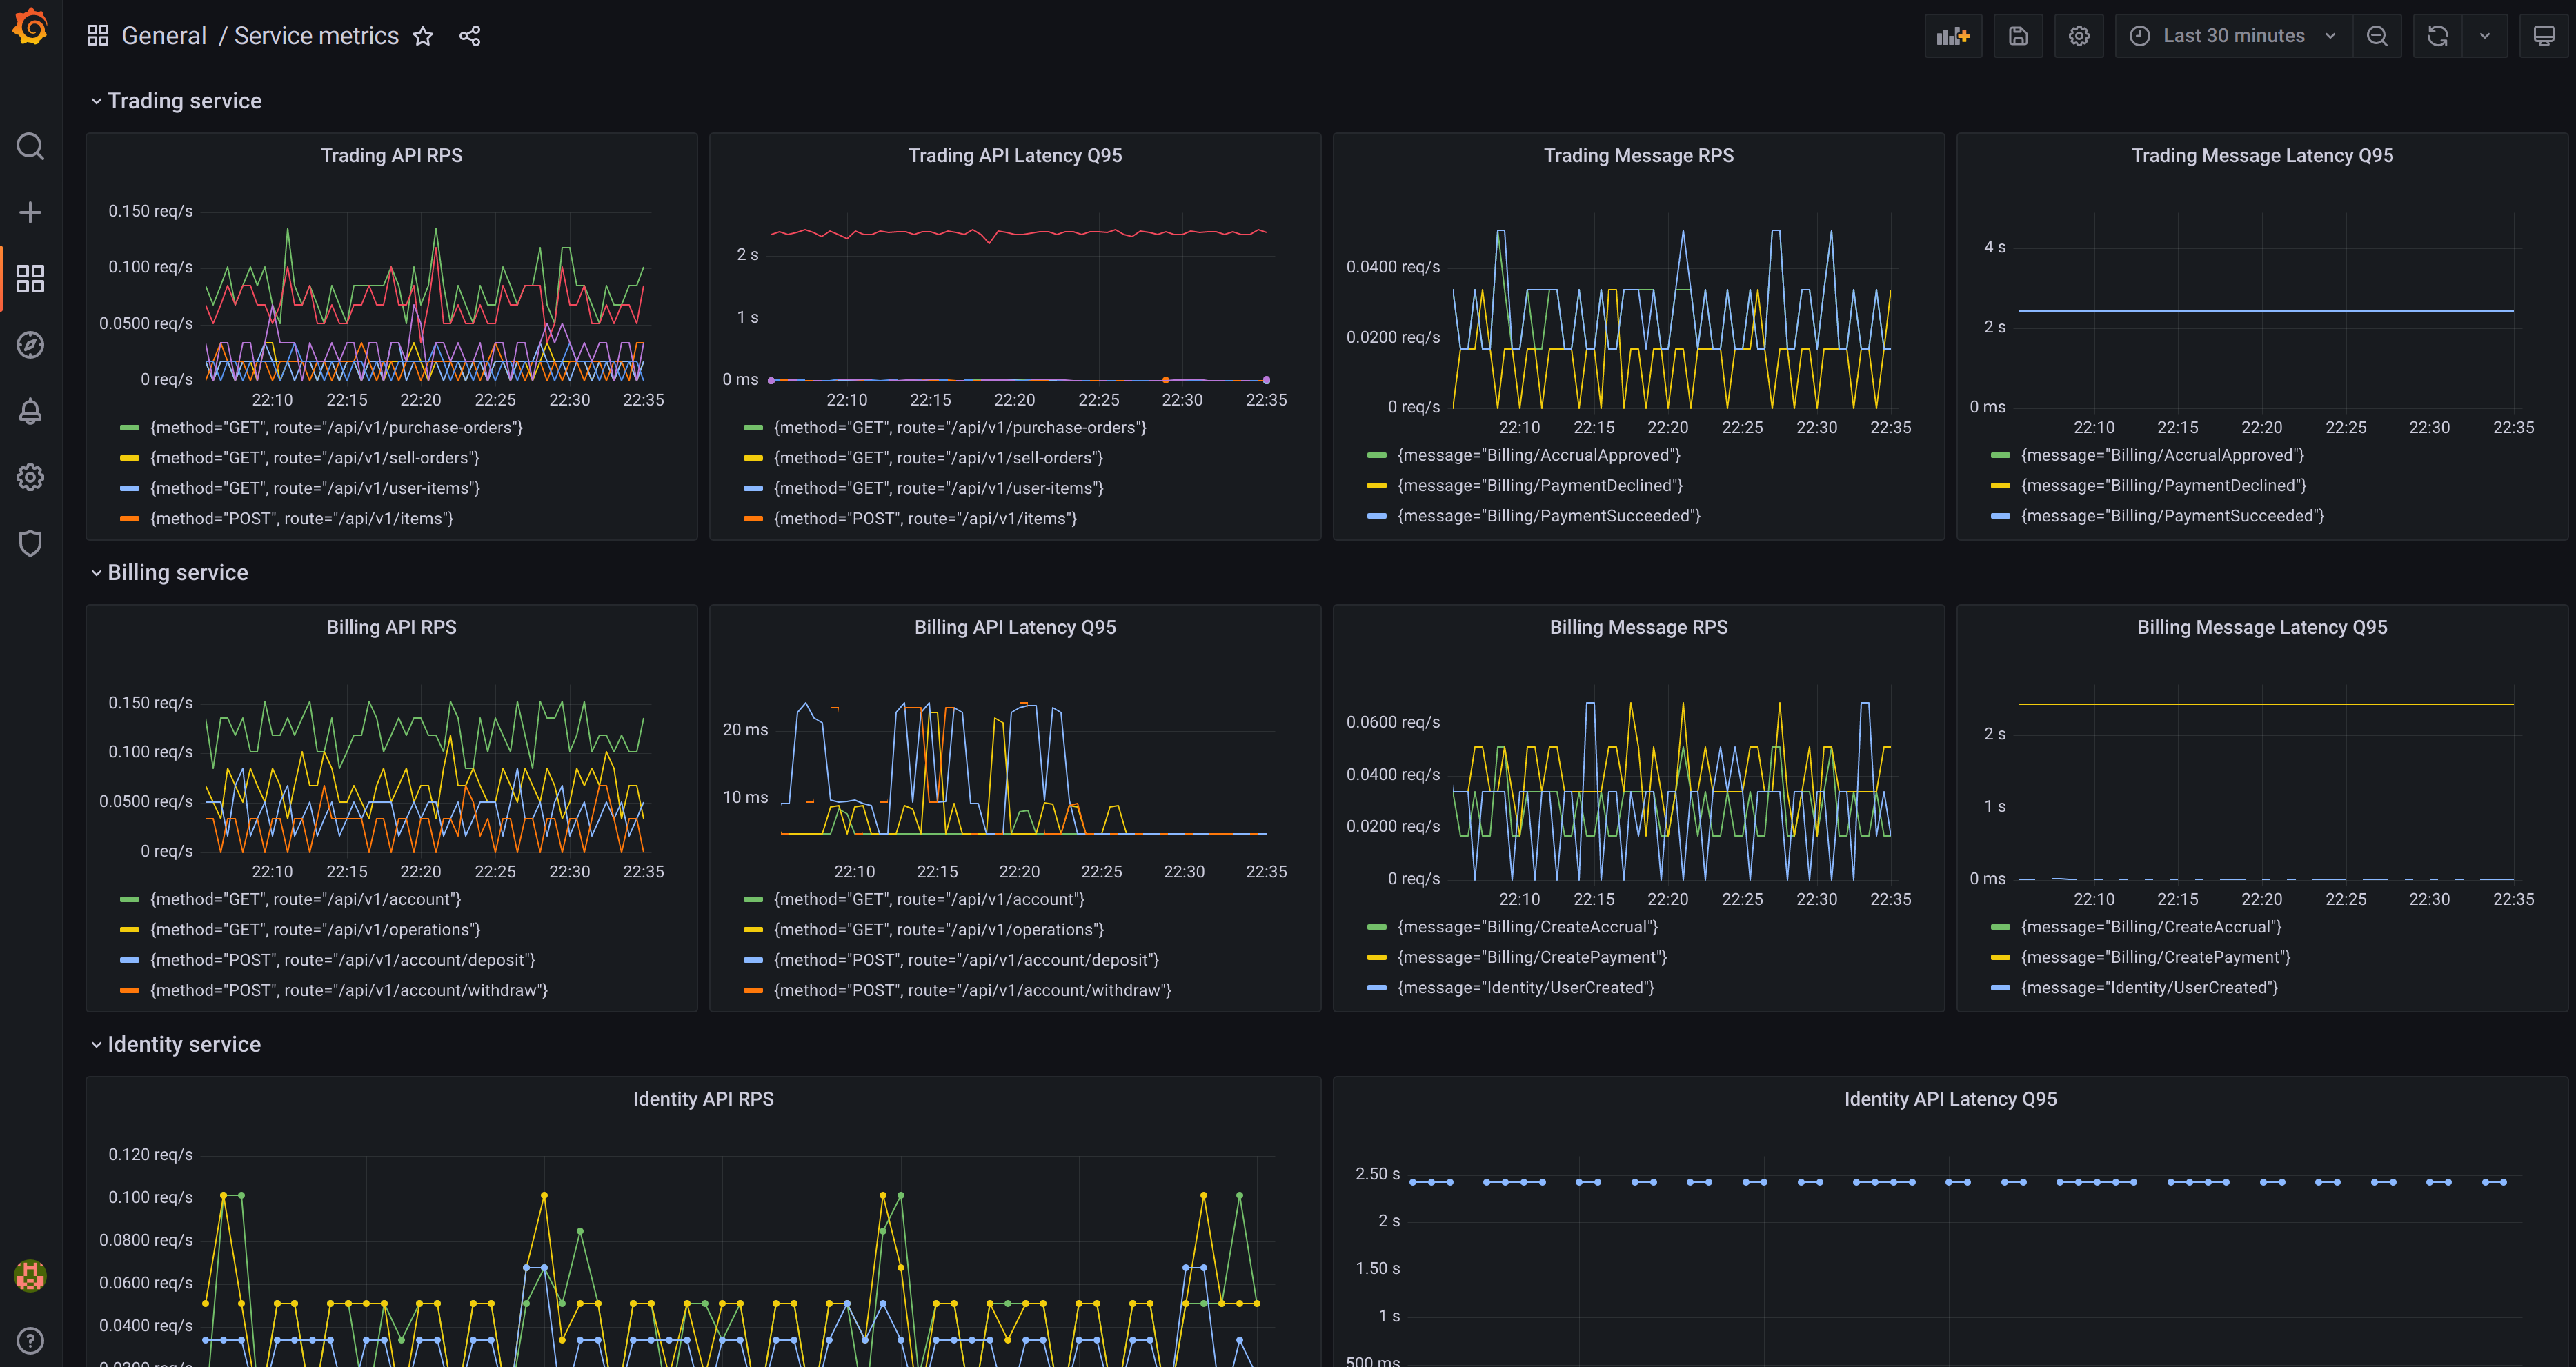 General / Service metrics
Last 30 minutes
Trading service
Trading API RPS
0.150 req/s
0.100 req/s
0.0500 req/s
0 req/s
22:10 22:15 22:20 22:25 22:30 22:35
{method="GET", route="/api/v1/purchase-orders"}
{method="GET", route="/api/v1/sell-orders"}
{method="GET", route="/api/v1/user-items"}
{method="POST", route="/api/v1/items"}
Trading API Latency Q95
2 s
1 s
0 ms
22:10 22:15 22:20 22:25 22:30 22:35
{method="GET", route="/api/v1/purchase-orders"}
{method="GET", route="/api/v1/sell-orders"}
{method="GET", route="/api/v1/user-items"}
{method="POST", route="/api/v1/items"}
Trading Message RPS
0.0400 req/s
0.0200 req/s
0 req/s
22:10 22:15 22:20 22:25 22:30 22:35
{message="Billing/AccrualApproved"}
{message="Billing/PaymentDeclined"}
{message="Billing/PaymentSucceeded"}
Trading Message Latency Q95
4 s
2 s
0 ms
22:10 22:15 22:20 22:25 22:30 22:35
{message="Billing/AccrualApproved"}
{message="Billing/PaymentDeclined"}
{message="Billing/PaymentSucceeded"}
Billing service
Billing API RPS
0.150 req/s
0.100 req/s
0.0500 req/s
0 req/s
22:10 22:15 22:20 22:25 22:30 22:35
{method="GET", route="/api/v1/account"}
{method="GET", route="/api/v1/operations"}
{method="POST", route="/api/v1/account/deposit"}
{method="POST", route="/api/v1/account/withdraw"}
Billing API Latency Q95
20 ms
10 ms
22:10 22:15 22:20 22:25 22:30 22:35
{method="GET", route="/api/v1/account"}
{method="GET", route="/api/v1/operations"}
{method="POST", route="/api/v1/account/deposit"}
{method="POST", route="/api/v1/account/withdraw"}
Billing Message RPS
0.0600 req/s
0.0400 req/s
0.0200 req/s
0 req/s
22:10 22:15 22:20 22:25 22:30 22:35
{message="Billing/CreateAccrual"}
{message="Billing/CreatePayment"}
{message="Identity/UserCreated"}
Billing Message Latency Q95
2 s
1 s
0 ms
22:10 22:15 22:20 22:25 22:30 22:35
{message="Billing/CreateAccrual"}
{message="Billing/CreatePayment"}
{message="Identity/UserCreated"}
Identity service
Identity API RPS
0.120 req/s
0.100 req/s
0.0800 req/s
0.0600 req/s
0.0400 req/s
0.0200 req/s
Identity API Latency Q95
2.50 s
2 s
1.50 s
1 s
500 ms